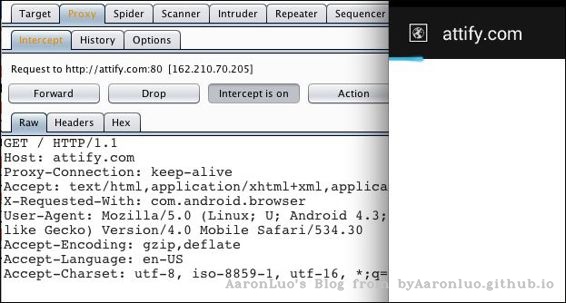 Target Proxy Spider Scanner Intruder Repeater Sequencer
Intercept History Options
Request to http://attify.com:80 [162.210.70.205]
Forward Drop Intercept is on Action
Raw Headers Hex
GET / HTTP/1.1
Host: attify.com
Proxy-Connection: keep-alive
Accept: text/html,application/xhtml+xml,applica
X-Requested-With: com.android.browser
User-Agent: Mozilla/5.0 (Linux; U; Android 4.3;
like Gecko) Version/4.0 Mobile Safari/534.30
Accept-Encoding: gzip,deflate
Accept-Language: en-US
Accept-Charset: utf-8, iso-8859-1, utf-16, *;q=
attify.com
AaronLuo's Blog from byAaronluo.github.io